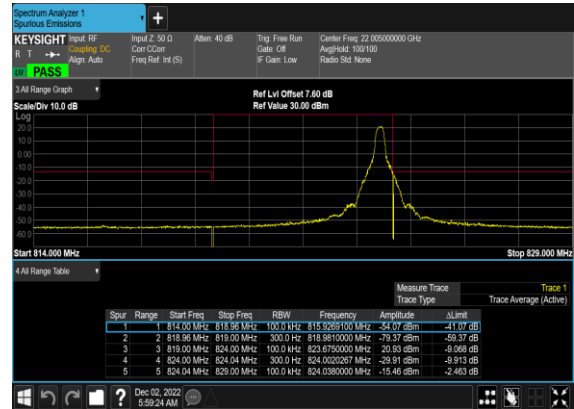 Spectrum Analyzer 1
Spurious Emissions
KEYSIGHT Input: RF Input Z: 50 Ω Atten: 40 dB Trig: Free Run Center Freq: 22.005000000 GHz
R T Coupling: DC Corr CCorr Gate: Off Avg|Hold: 100/100
Align: Auto Freq Ref: Int (S) IF Gain: Low Radio Std: None
PASS
3 All Range Graph
Ref Lvl Offset 7.60 dB
Scale/Div 10.0 dB Ref Value 30.00 dBm
Log
20.0
10.0
0.00
-10.0
-20.0
-30.0
-40.0
-50.0
-60.0
Start 814.000 MHz Stop 829.000 MHz
4 All Range Table
Measure Trace Trace 1
Trace Type Trace Average (Active)
Spur Range Start Freq Stop Freq RBW Frequency Amplitude ΔLimit
1 1 814.00 MHz 818.96 MHz 100.0 kHz 815.9269100 MHz -54.07 dBm -41.07 dB
2 2 818.96 MHz 819.00 MHz 300.0 Hz 818.9810000 MHz -79.37 dBm -59.37 dB
3 3 819.00 MHz 824.00 MHz 100.0 kHz 823.6750000 MHz 20.93 dBm -9.068 dB
4 4 824.00 MHz 824.04 MHz 300.0 Hz 824.0020267 MHz -29.91 dBm -9.913 dB
5 5 824.04 MHz 829.00 MHz 100.0 kHz 824.0380000 MHz -15.46 dBm -2.463 dB
?
Dec 02, 2022
5:59:24 AM